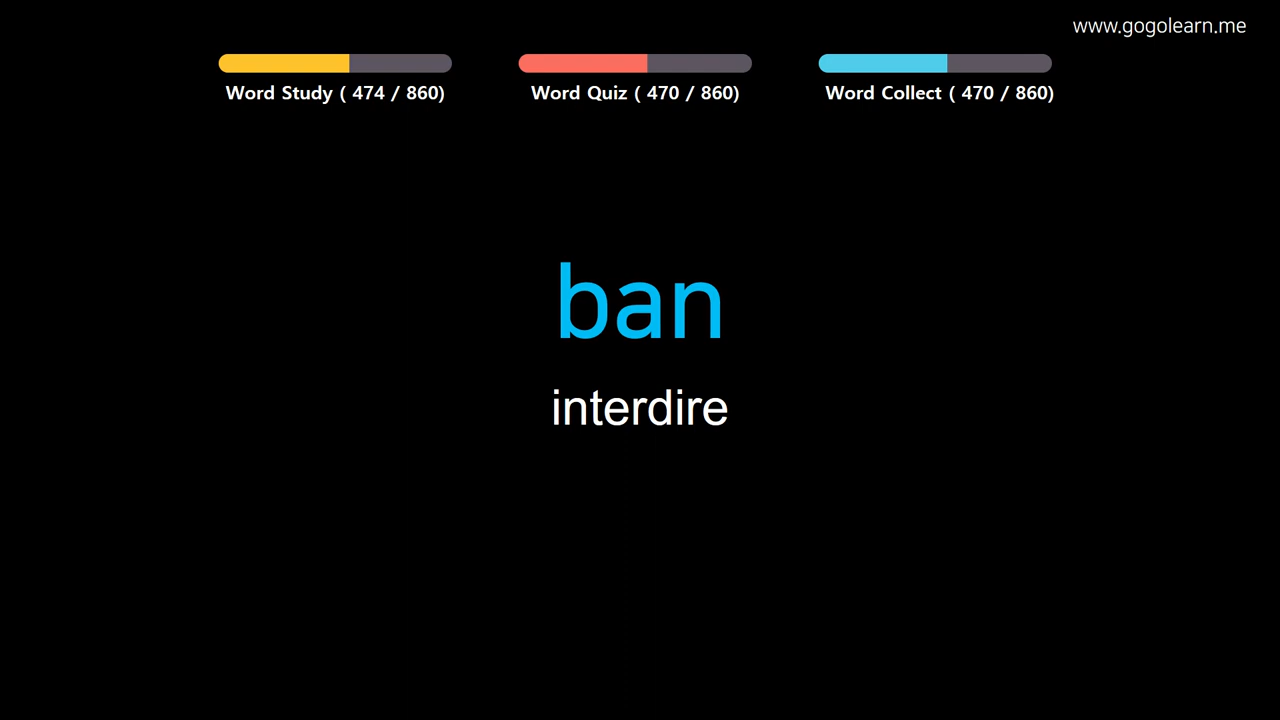 www.gogolearn.me
Word Study ( 474 / 860)
Word Quiz ( 470 / 860)
Word Collect ( 470 / 860)
ban
interdire